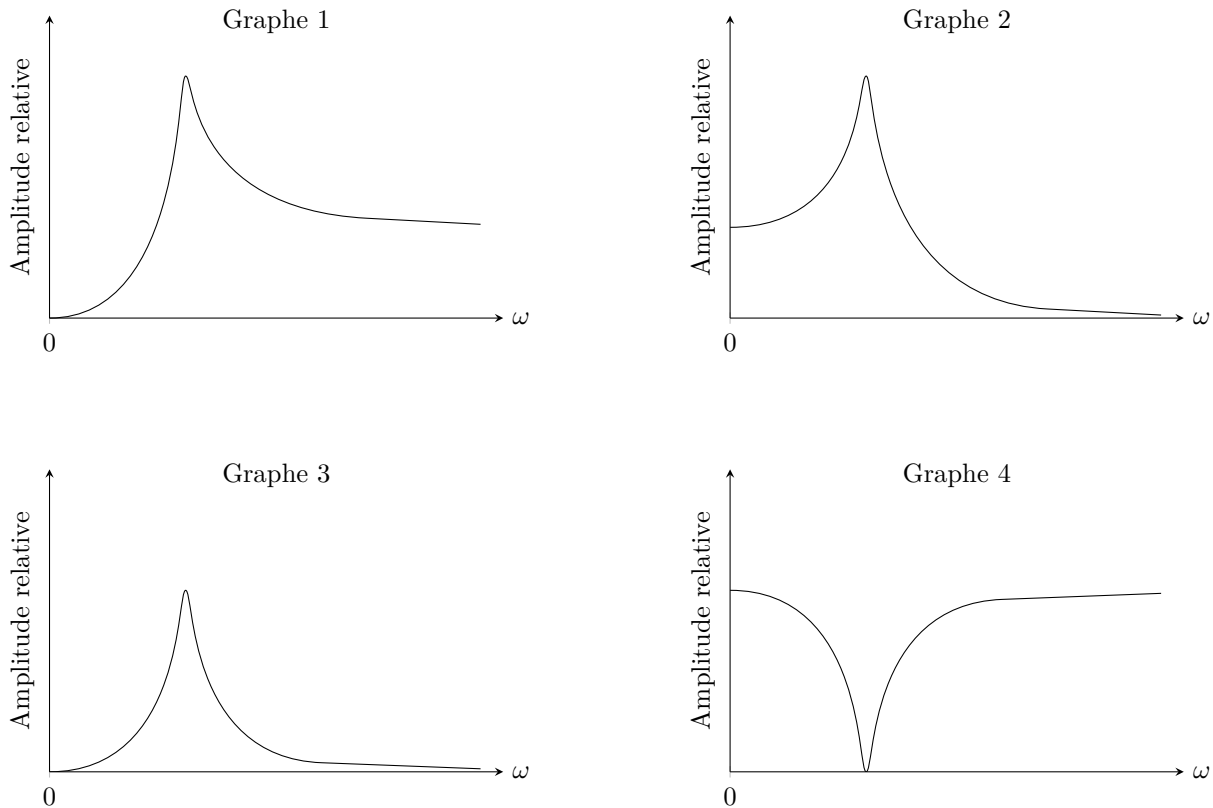 Graphe 1
Amplitude relative
ω
0
Graphe 2
Amplitude relative
ω
0
Graphe 3
Amplitude relative
ω
0
Graphe 4
Amplitude relative
ω
0